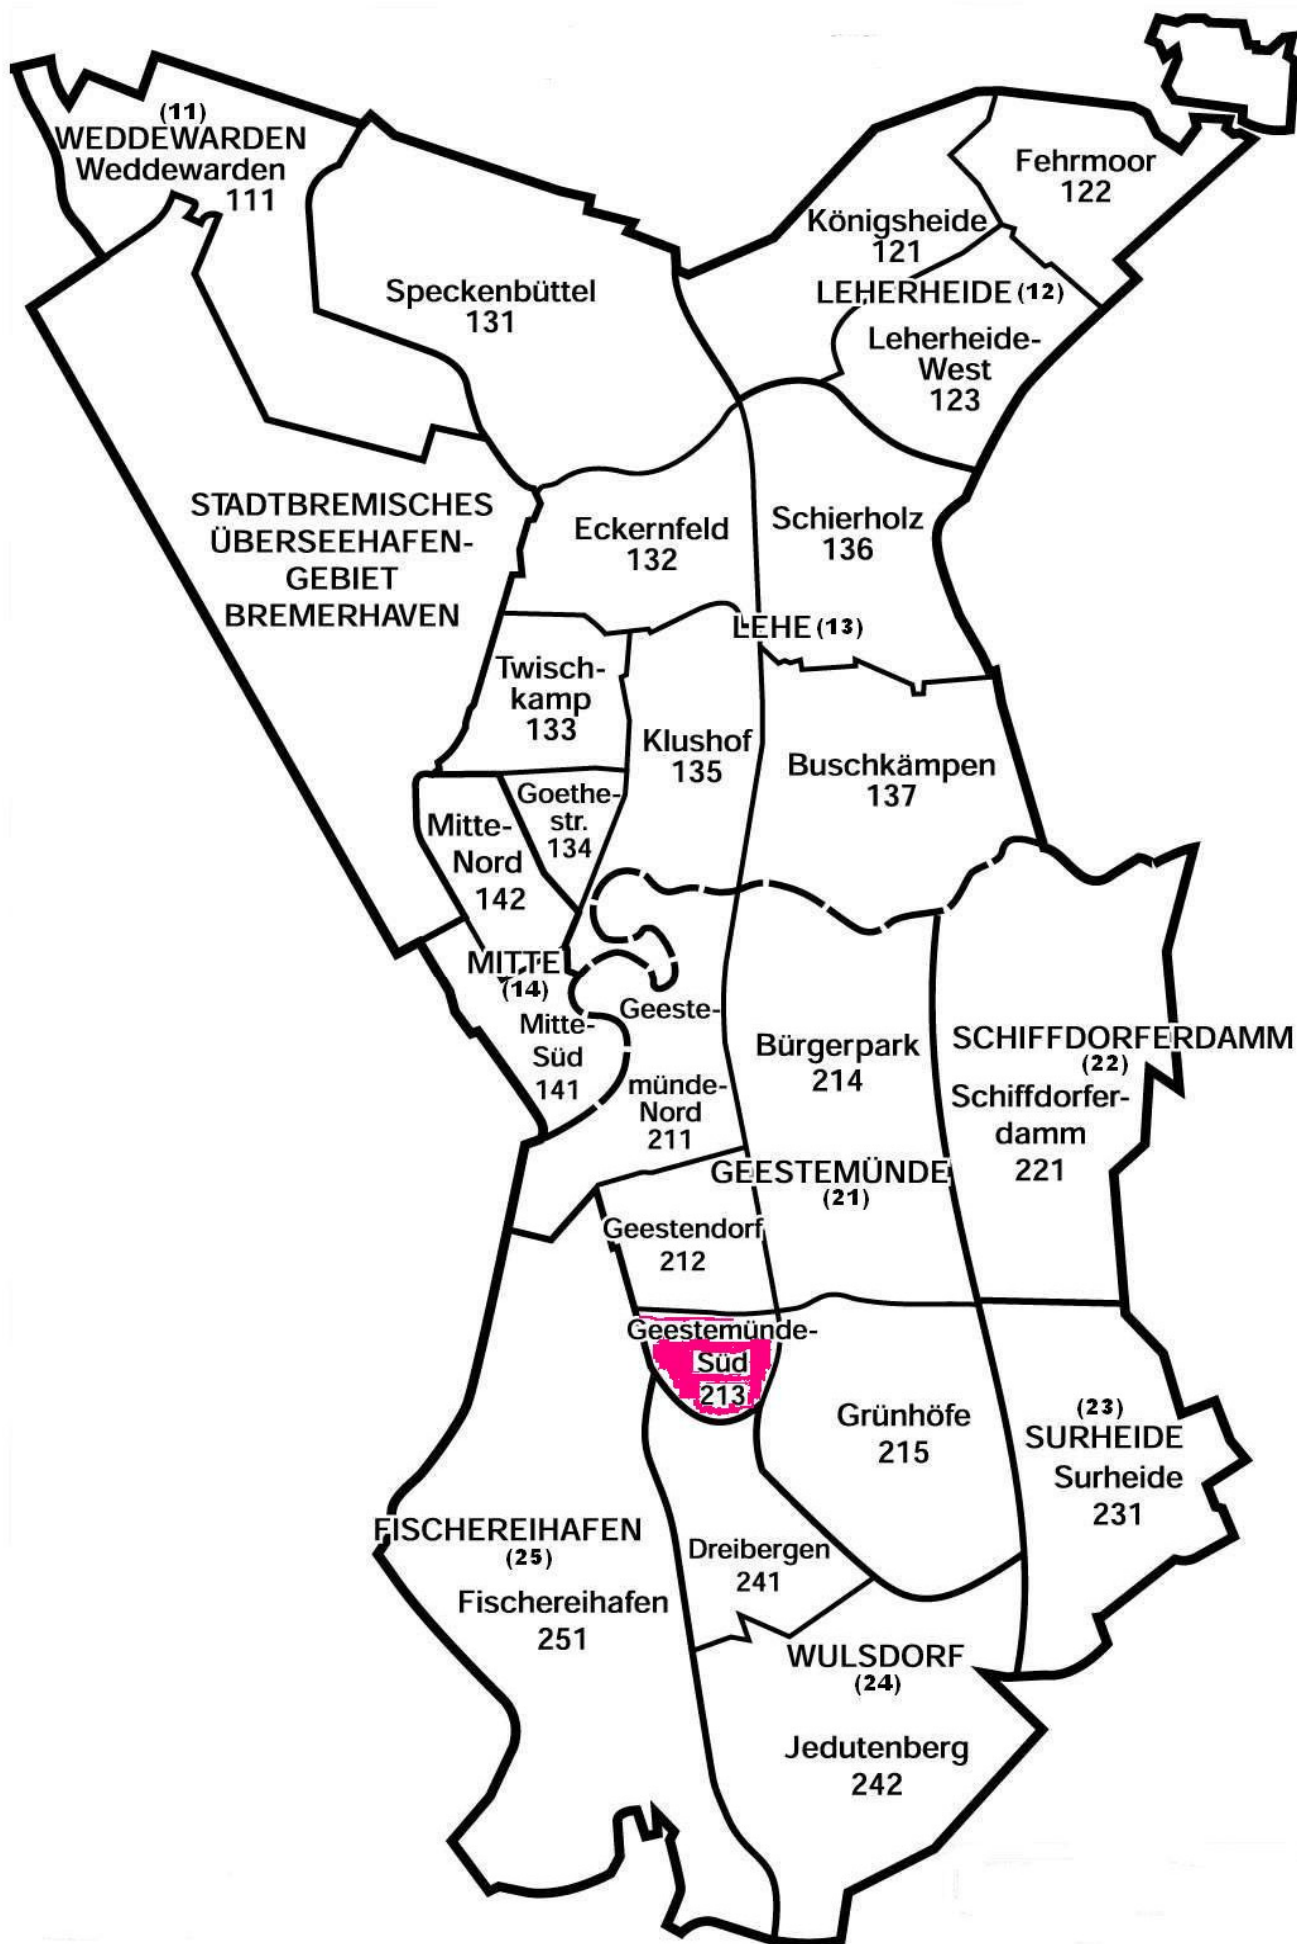 (11)
WEDDEWARDEN
Weddewarden
111
Fehrmoor
122
Königsheide
121
LEHERHEIDE (12)
Leherheide-
West
123
Speckenbüttel
131
STADTBREMISCHES
ÜBERSEEHAFEN-
GEBIET
BREMERHAVEN
Eckernfeld
132
Schierholz
136
LEHE (13)
Twisch-
kamp
133
Klushof
135
Buschkämpen
137
Goethe-
str.
134
Mitte-
Nord
142
MITTE
(14)
Mitte-
Süd
141
Geeste-
münde-
Nord
211
Bürgerpark
214
SCHIFFDORFERDAMM
(22)
Schiffdorfer-
damm
221
GEESTEMÜNDE
(21)
Geestendorf
212
Geestemünde-
Süd
213
Grünhöfe
215
(23)
SURHEIDE
Surheide
231
FISCHEREIHAFEN
(25)
Fischereihafen
251
Dreibergen
241
WULSDORF
(24)
Jedutenberg
242